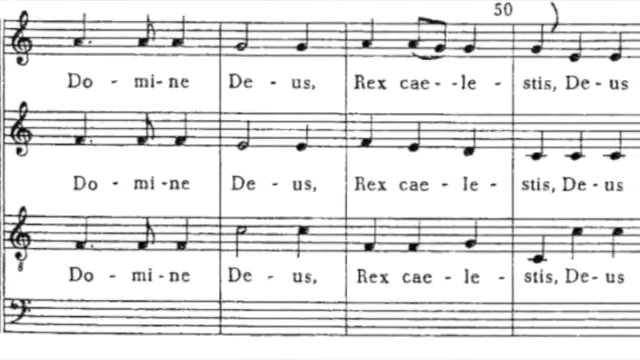 50
Do - mi-ne De - us, Rex cae--le - stis, De-us
Do - mi-ne De - us, Rex cae - le - stis, De-us
8
Do - mi-ne De - us, Rex cae - le - stis, De-us